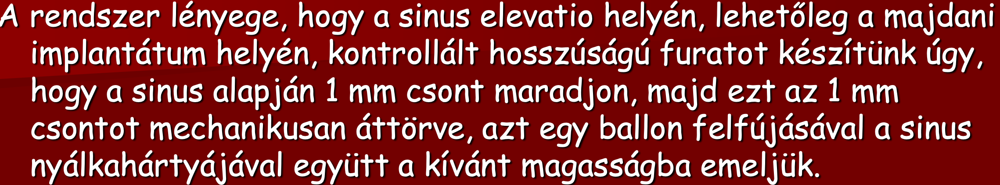 A rendszer lényege, hogy a sinus elevatio helyén, lehetőleg a majdani
implantátum helyén, kontrollált hosszúságú furatot készítünk úgy,
hogy a sinus alapján 1 mm csont maradjon, majd ezt az 1 mm
csontot mechanikusan áttörve, azt egy ballon felfújásával a sinus
nyálkahártyájával együtt a kívánt magasságba emeljük.